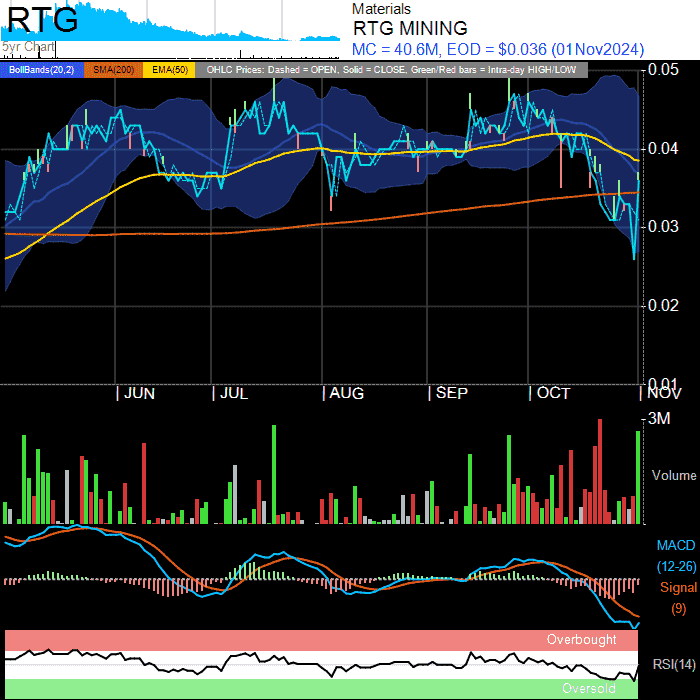 RTG
5yr Chart
Materials
RTG MINING
MC = 40.6M, EOD = $0.036 (01Nov2024)
BollBands(20,2) SMA(200) EMA(50) OHLC Prices: Dashed = OPEN, Solid = CLOSE, Green/Red bars = Intra-day HIGH/LOW
0.05
0.04
0.03
0.02
0.01
JUN JUL AUG SEP OCT NOV
3M
Volume
MACD
(12-26)
Signal
(9)
Overbought
RSI(14)
Oversold